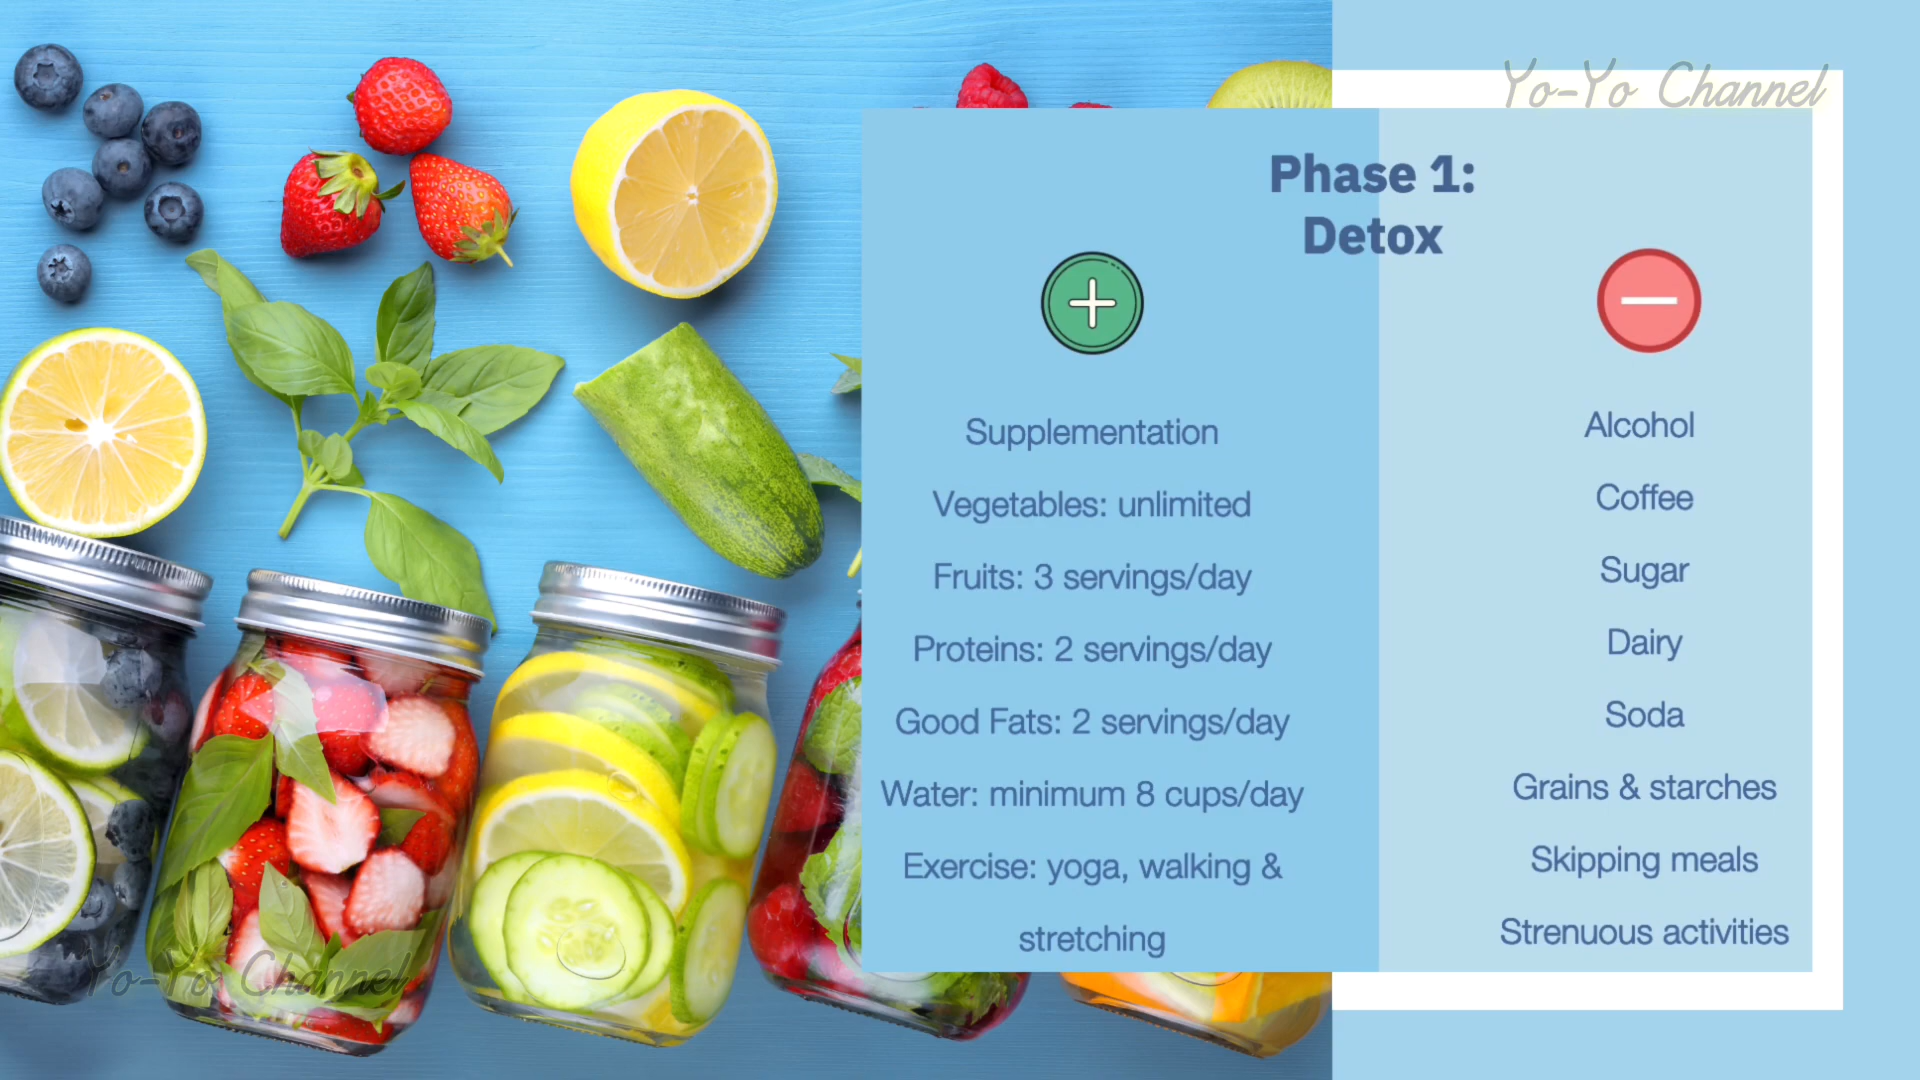 Yo-Yo Channel
Phase 1:
Detox
Supplementation
Vegetables: unlimited
Fruits: 3 servings/day
Proteins: 2 servings/day
Good Fats: 2 servings/day
Water: minimum 8 cups/day
Exercise: yoga, walking &
stretching
Alcohol
Coffee
Sugar
Dairy
Soda
Grains & starches
Skipping meals
Strenuous activities
Yo-Yo Channel